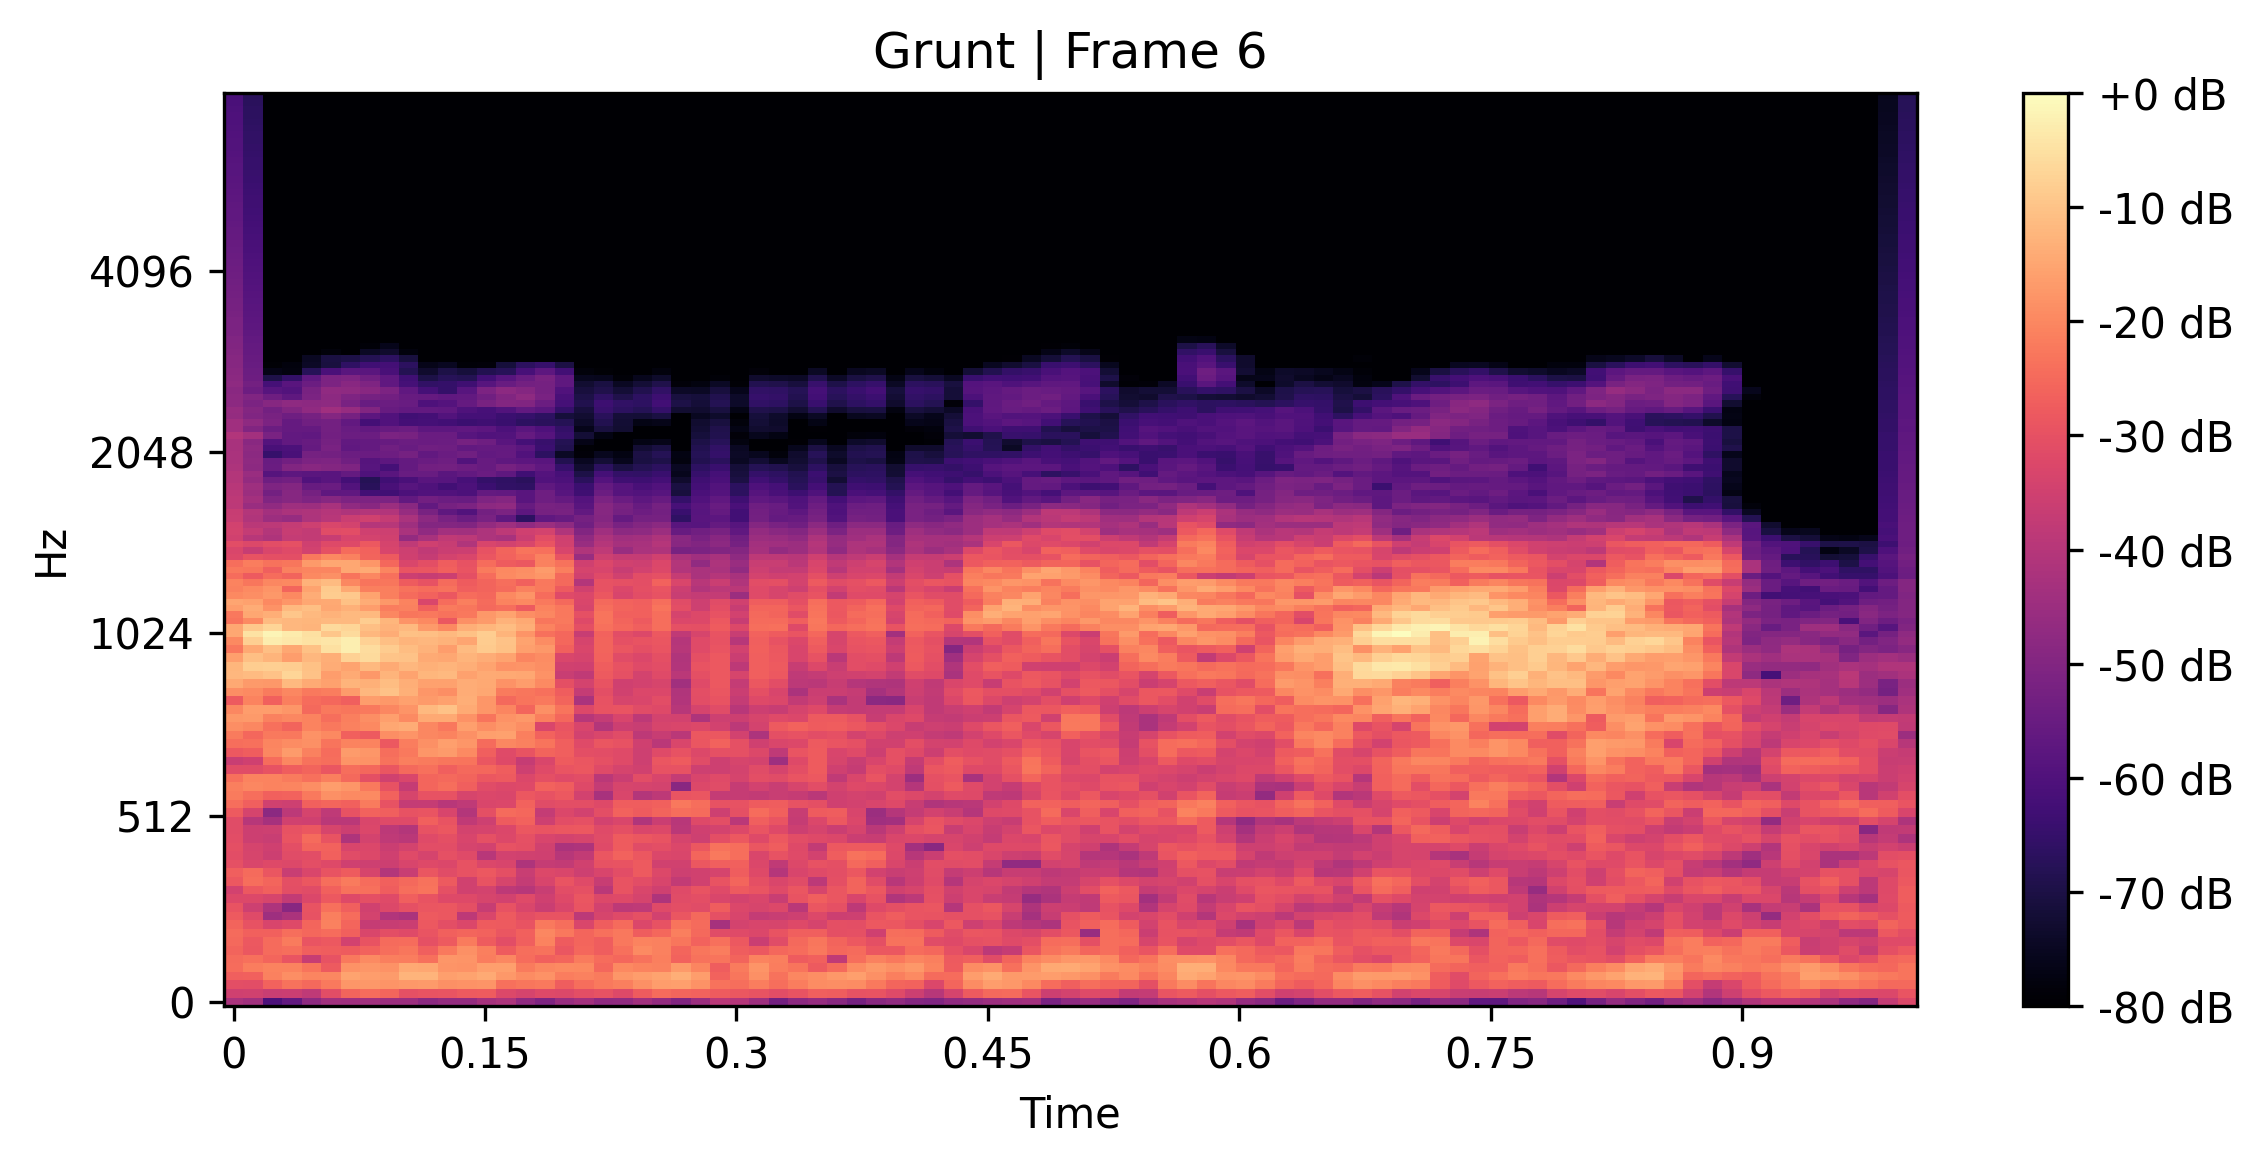 Grunt | Frame 6
Hz
4096
2048
1024
512
0
0 0.15 0.3 0.45 0.6 0.75 0.9
Time
+0 dB
-10 dB
-20 dB
-30 dB
-40 dB
-50 dB
-60 dB
-70 dB
-80 dB